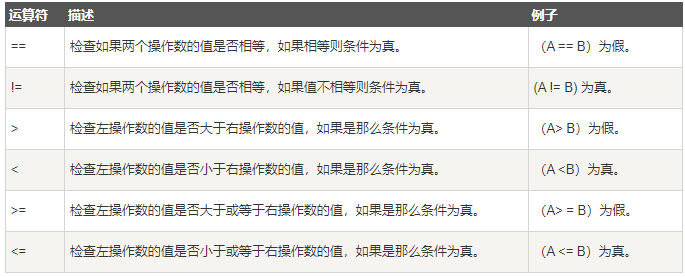 运算符 描述 例子
== 检查如果两个操作数的值是否相等，如果相等则条件为真。 （A == B）为假。
!= 检查如果两个操作数的值是否相等，如果值不相等则条件为真。 (A != B) 为真。
> 检查左操作数的值是否大于右操作数的值，如果是那么条件为真。 （A> B）为假。
< 检查左操作数的值是否小于右操作数的值，如果是那么条件为真。 （A <B）为真。
>= 检查左操作数的值是否大于或等于右操作数的值，如果是那么条件为真。 （A> = B）为假。
<= 检查左操作数的值是否小于或等于右操作数的值，如果是那么条件为真。 （A <= B）为真。